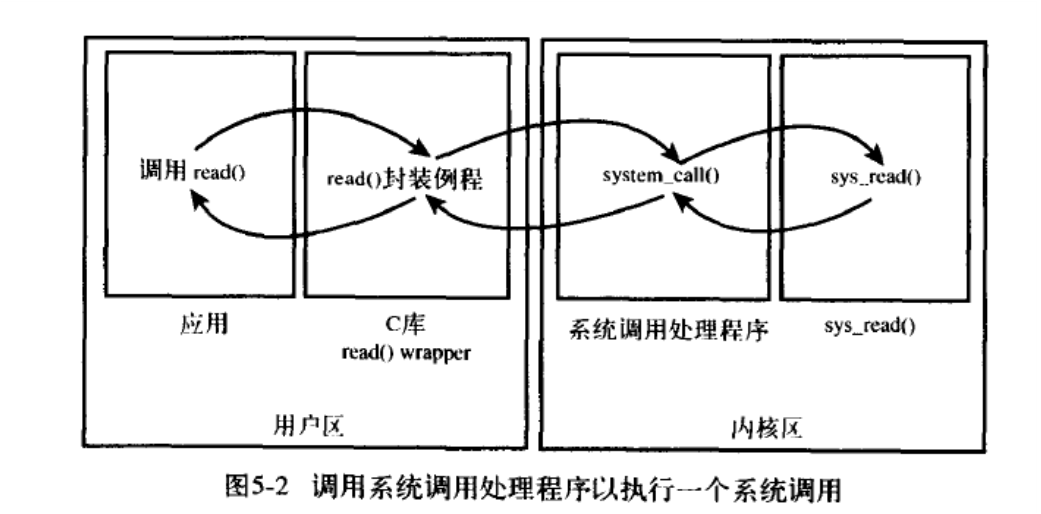 调用 read()
read()封装例程
system_call()
sys_read()
应用
C库
read() wrapper
系统调用处理程序
sys_read()
用户区
内核区
图5-2 调用系统调用处理程序以执行一个系统调用